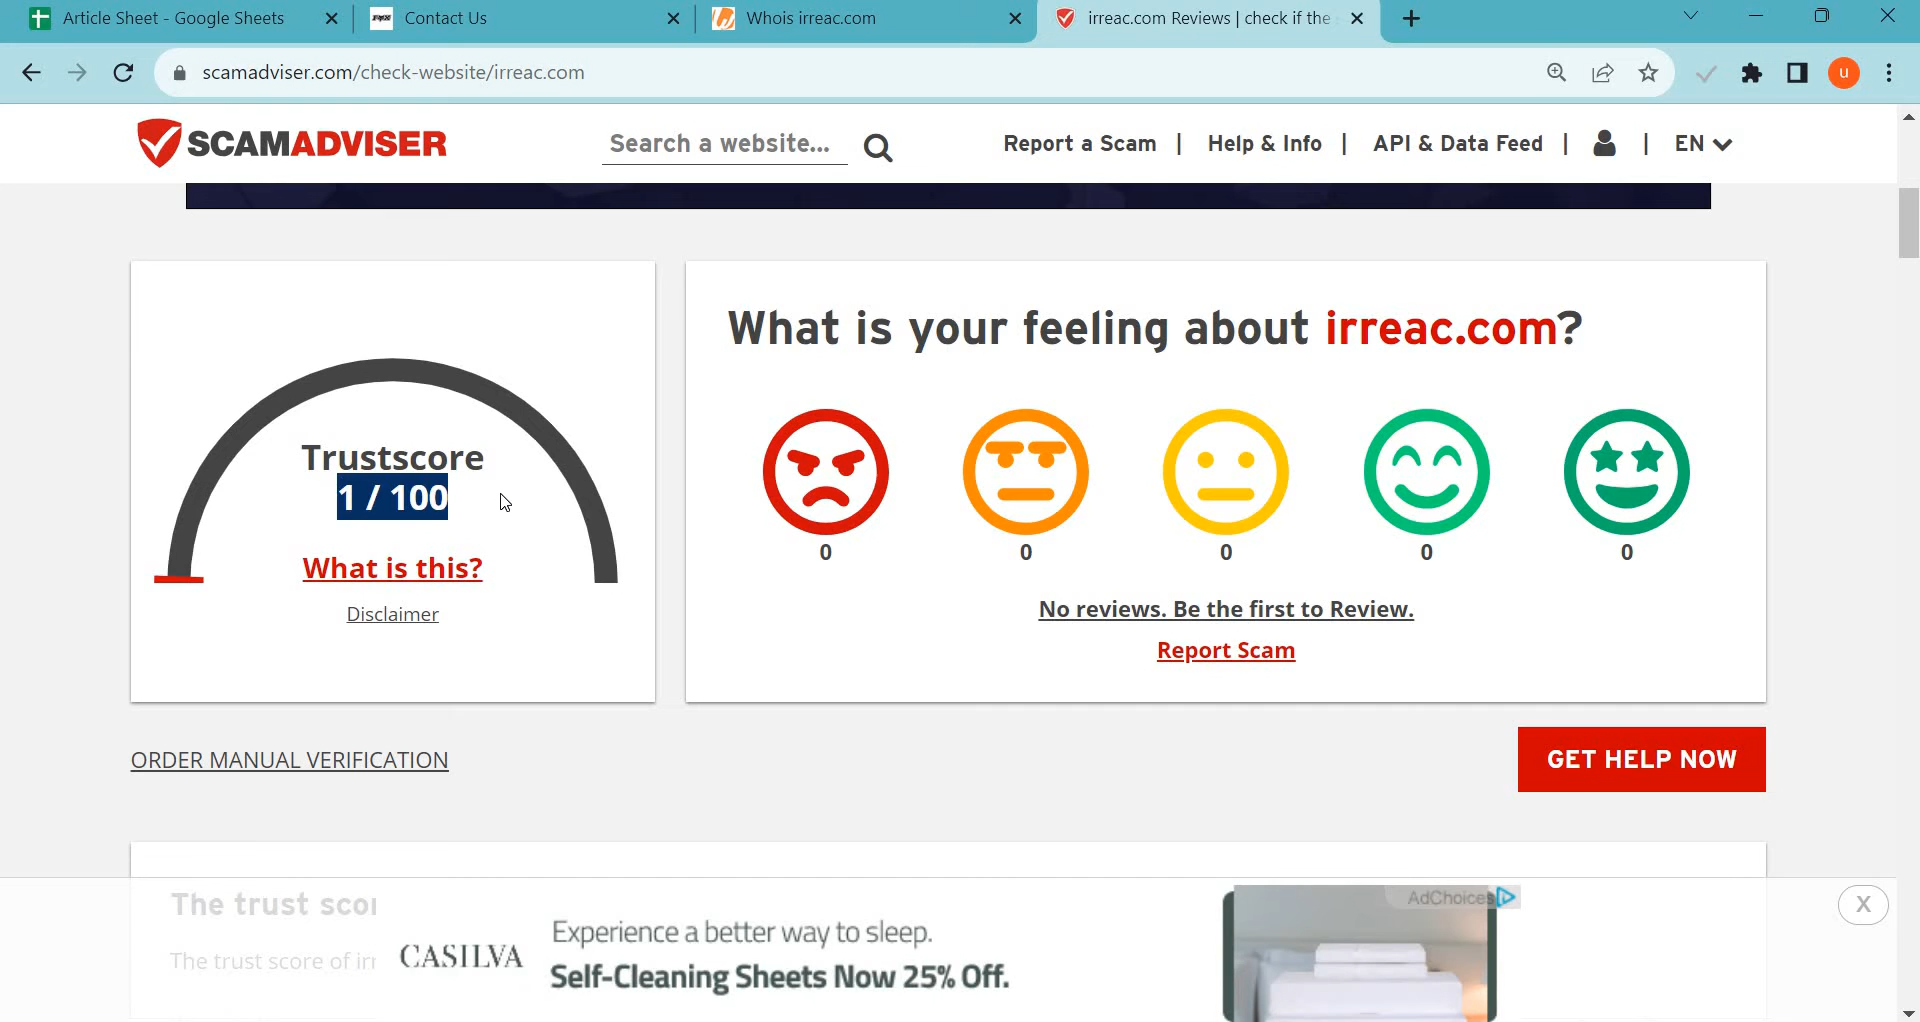 Article Sheet - Google Sheets
Contact Us
Whois irreac.com
irreac.com Reviews | check if the
scamadviser.com/check-website/irreac.com
u
SCAMADVISER
Search a website...
Report a Scam | Help & Info | API & Data Feed | | EN
Trustscore
1 / 100
What is this?
Disclaimer
What is your feeling about irreac.com?
0 0 0 0 0
No reviews. Be the first to Review.
Report Scam
ORDER MANUAL VERIFICATION
GET HELP NOW
The trust
The trust score of
CASILVA
Experience a better way to sleep.
Self-Cleaning Sheets Now 25% Off.
AdChoices
X